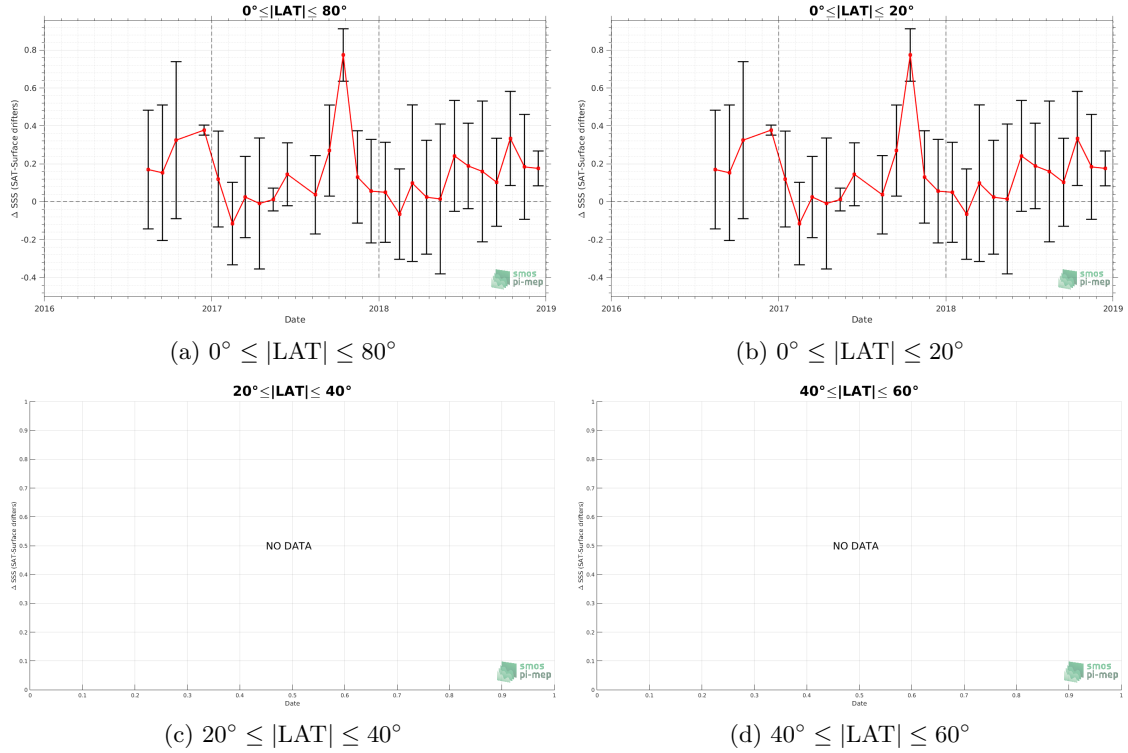 0°≤|LAT|≤ 80°
Δ SSS (SAT-Surface drifters)
0.8
0.6
0.4
0.2
0
-0.2
-0.4
2016
2017
2018
2019
Date
smos
pi-mep
(a) 0° ≤ |LAT| ≤ 80°
0°≤|LAT|≤ 20°
Δ SSS (SAT-Surface drifters)
0.8
0.6
0.4
0.2
0
-0.2
-0.4
2016
2017
2018
2019
Date
smos
pi-mep
(b) 0° ≤ |LAT| ≤ 20°
20°≤|LAT|≤ 40°
Δ SSS (SAT-Surface drifters)
1
0.9
0.8
0.7
0.6
0.5
0.4
0.3
0.2
0.1
0
NO DATA
0 0.1 0.2 0.3 0.4 0.5 0.6 0.7 0.8 0.9 1
Date
smos
pi-mep
(c) 20° ≤ |LAT| ≤ 40°
40°≤|LAT|≤ 60°
Δ SSS (SAT-Surface drifters)
1
0.9
0.8
0.7
0.6
0.5
0.4
0.3
0.2
0.1
0
NO DATA
0 0.1 0.2 0.3 0.4 0.5 0.6 0.7 0.8 0.9 1
Date
smos
pi-mep
(d) 40° ≤ |LAT| ≤ 60°